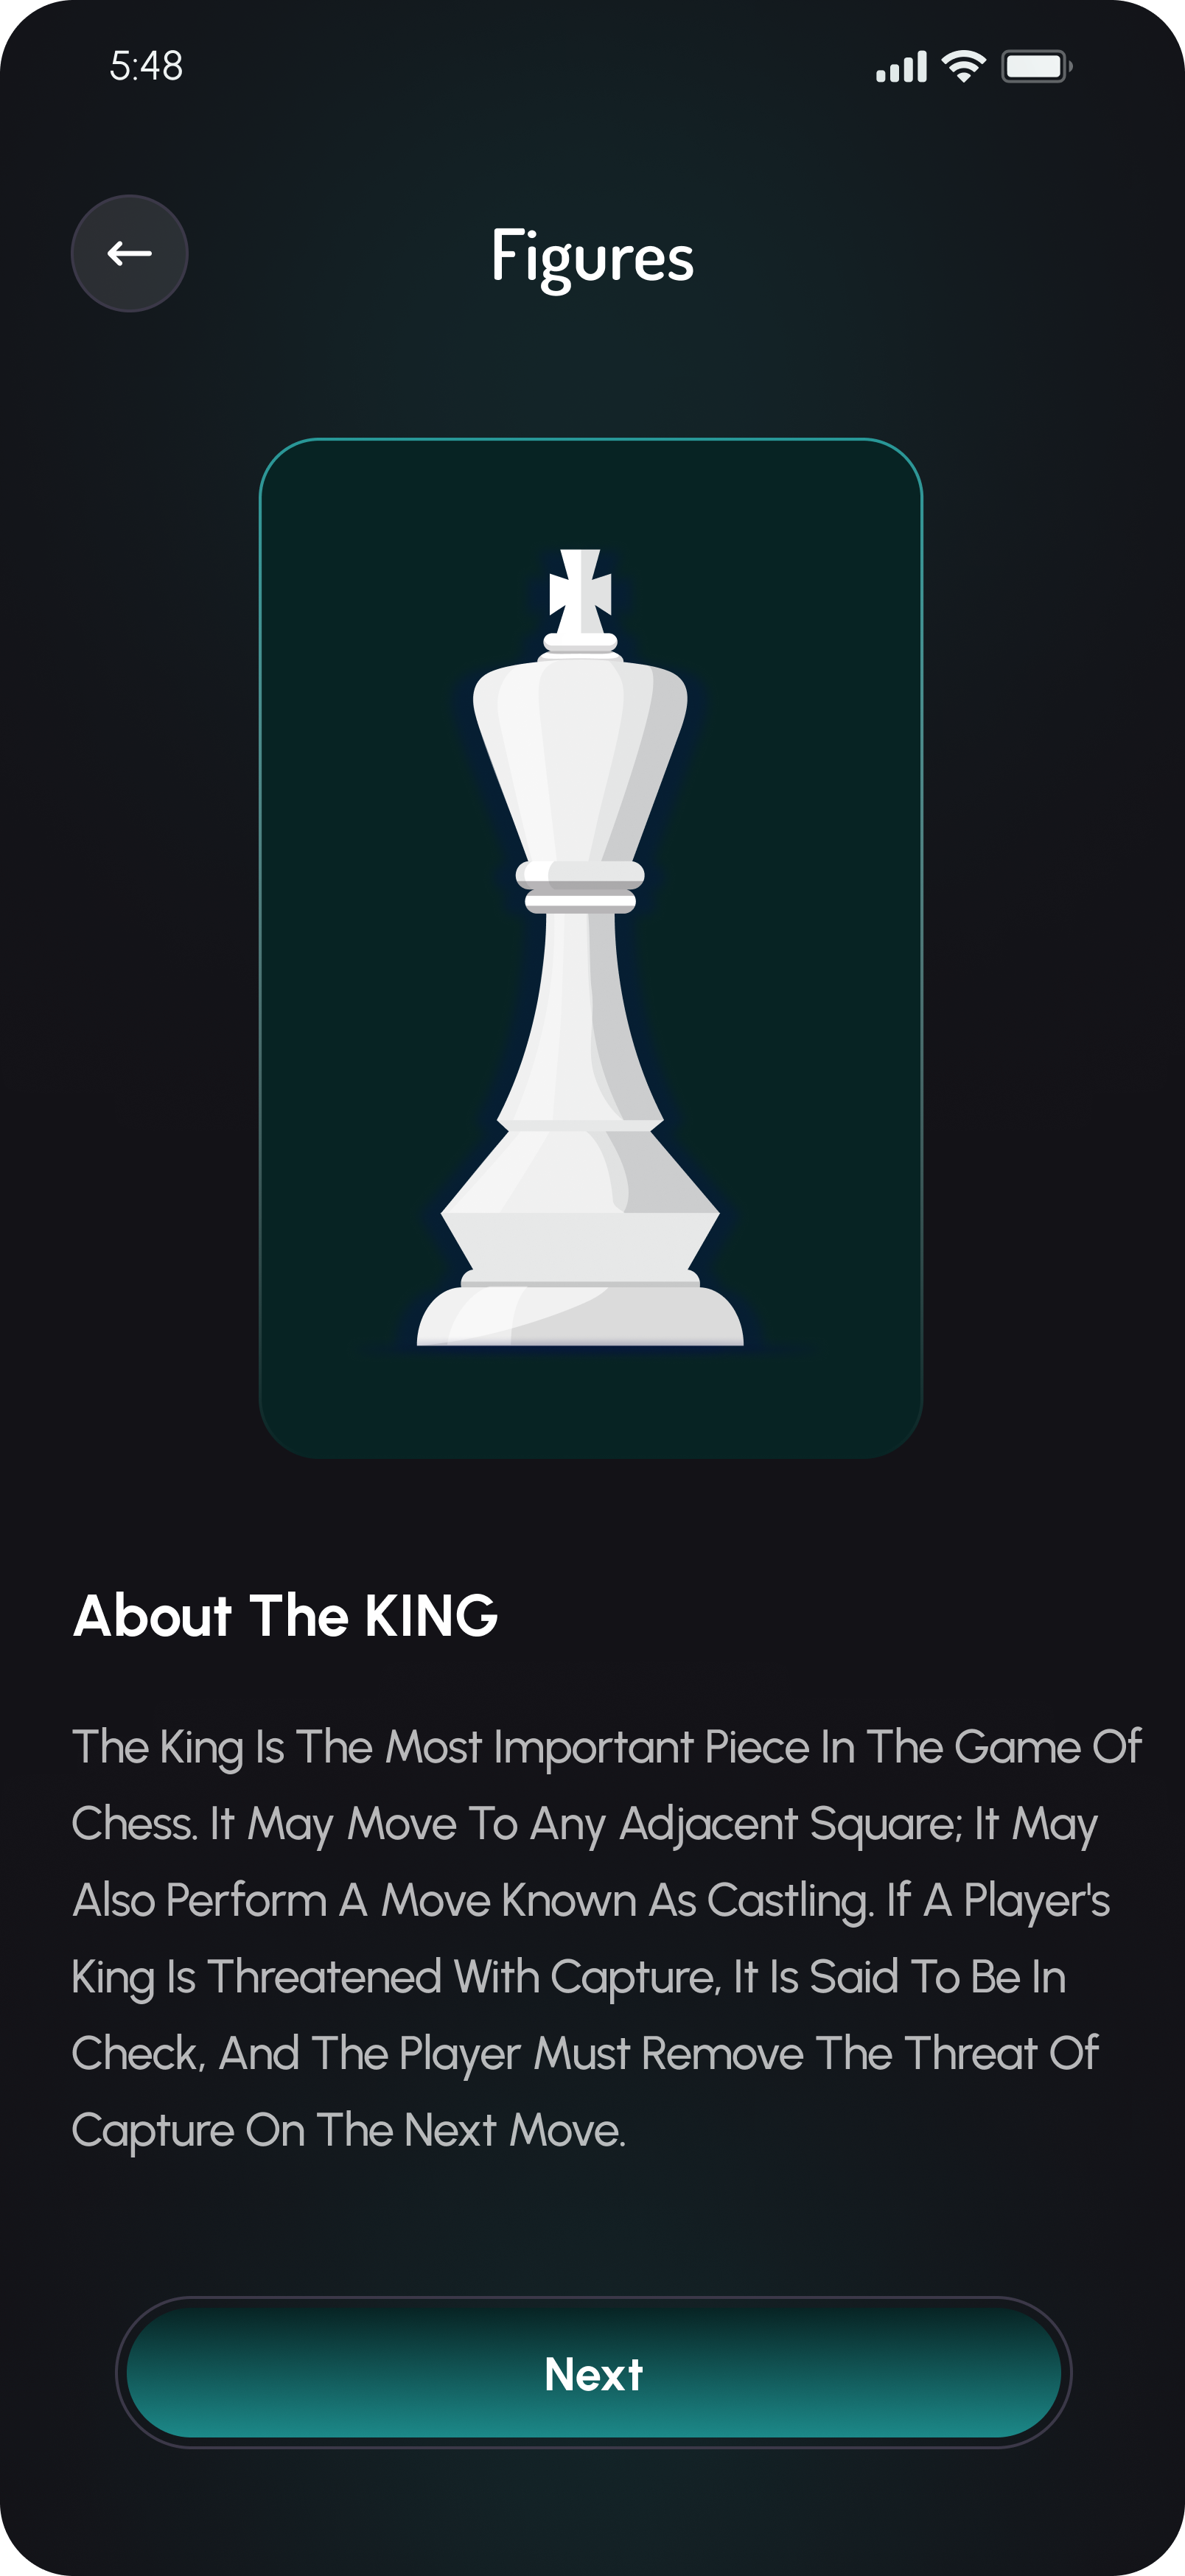 5:48
Figures
About The KING
The King Is The Most Important Piece In The Game Of
Chess. It May Move To Any Adjacent Square; It May
Also Perform A Move Known As Castling. If A Player's
King Is Threatened With Capture, It Is Said To Be In
Check, And The Player Must Remove The Threat Of
Capture On The Next Move.
Next